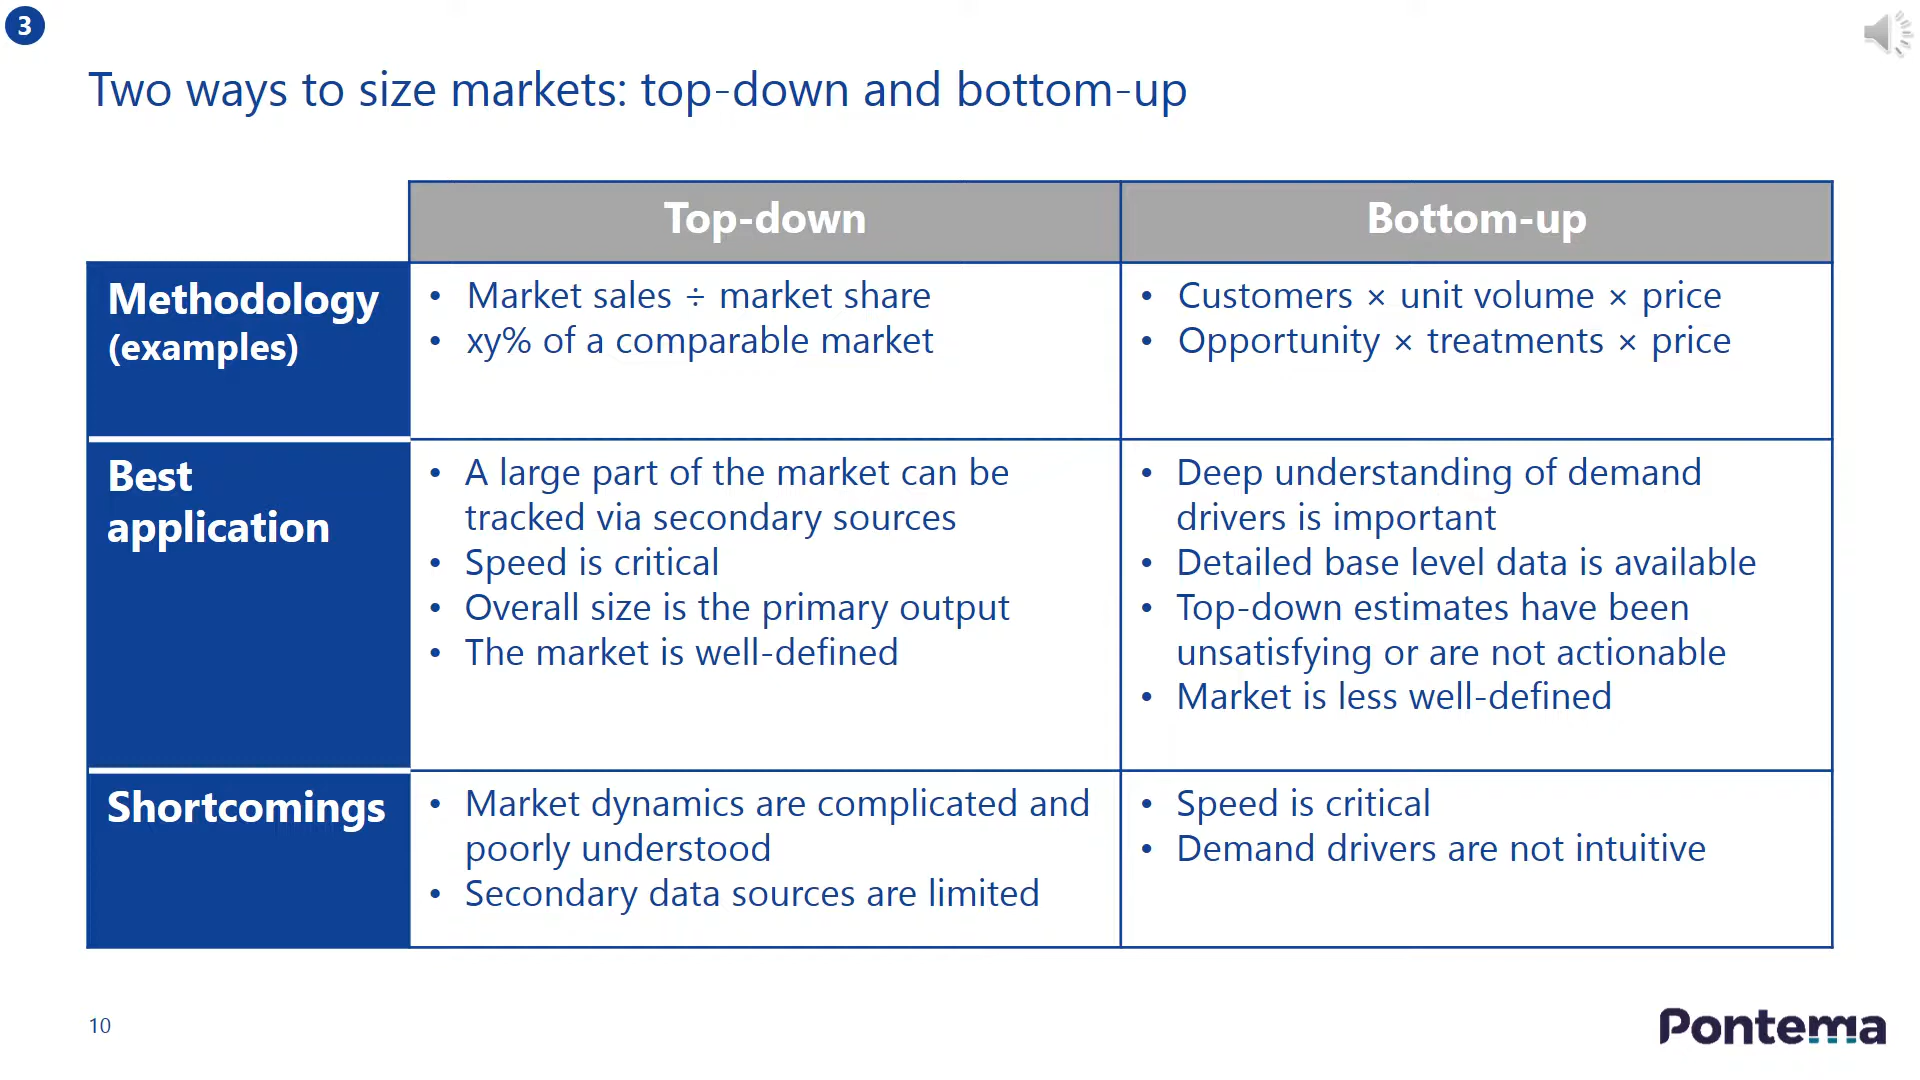 3
Two ways to size markets: top-down and bottom-up
Top-down
Bottom-up
Methodology
(examples)
• Market sales ÷ market share
• xy% of a comparable market
• Customers × unit volume × price
• Opportunity × treatments × price
Best
application
• A large part of the market can be
tracked via secondary sources
• Speed is critical
• Overall size is the primary output
• The market is well-defined
• Deep understanding of demand
drivers is important
• Detailed base level data is available
• Top-down estimates have been
unsatisfying or are not actionable
• Market is less well-defined
Shortcomings
• Market dynamics are complicated and
poorly understood
• Secondary data sources are limited
• Speed is critical
• Demand drivers are not intuitive
10
Pontema